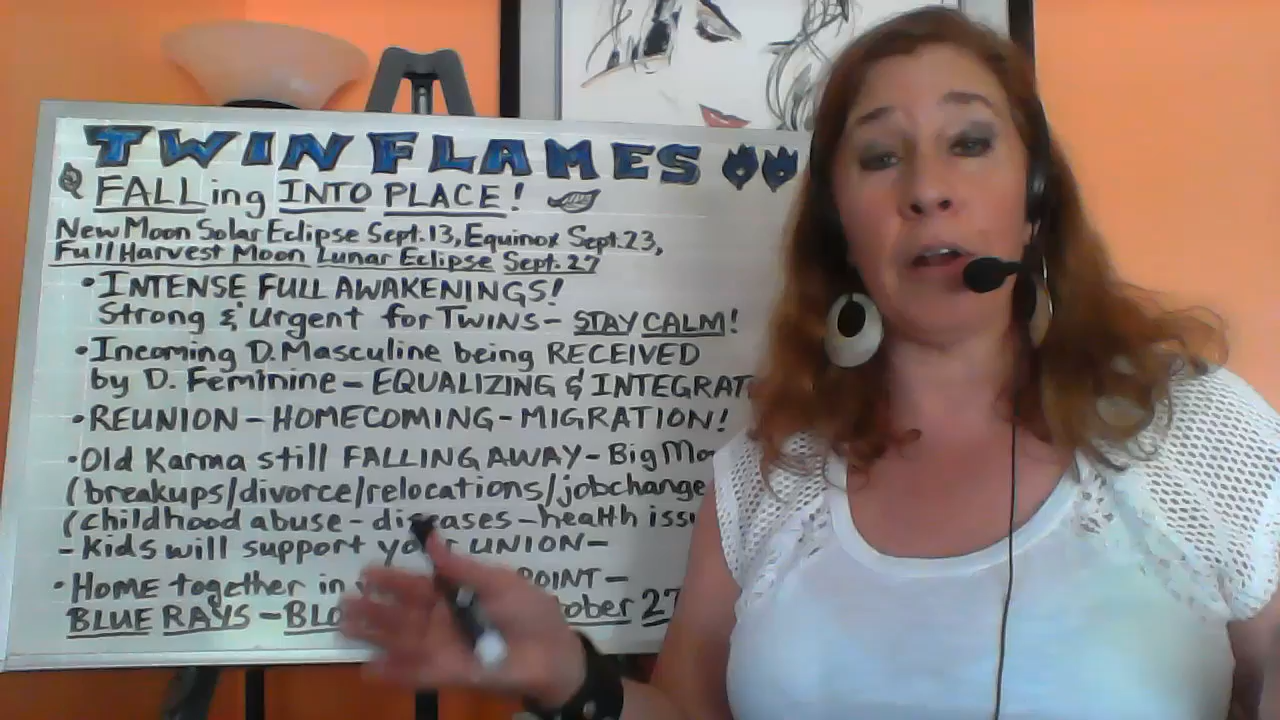 TWIN FLAMES
FALLing INTO PLACE!
New Moon Solar Eclipse Sept. 13, Equinox Sept. 23,
Full Harvest Moon Lunar Eclipse Sept. 27
• INTENSE FULL AWAKENINGS!
Strong & Urgent for TWINS - STAY CALM!
• Incoming D. Masculine being RECEIVED
by D. Feminine - EQUALIZING & INTEGRAT
• REUNION - HOMECOMING - MIGRATION!
• Old Karma still FALLING AWAY - Big
(breakups/divorce/relocations/jobchange
(childhood abuse - diseases - health
- Kids will support your UNION -
• HOME together in POINT -
BLUE RAYS - 27